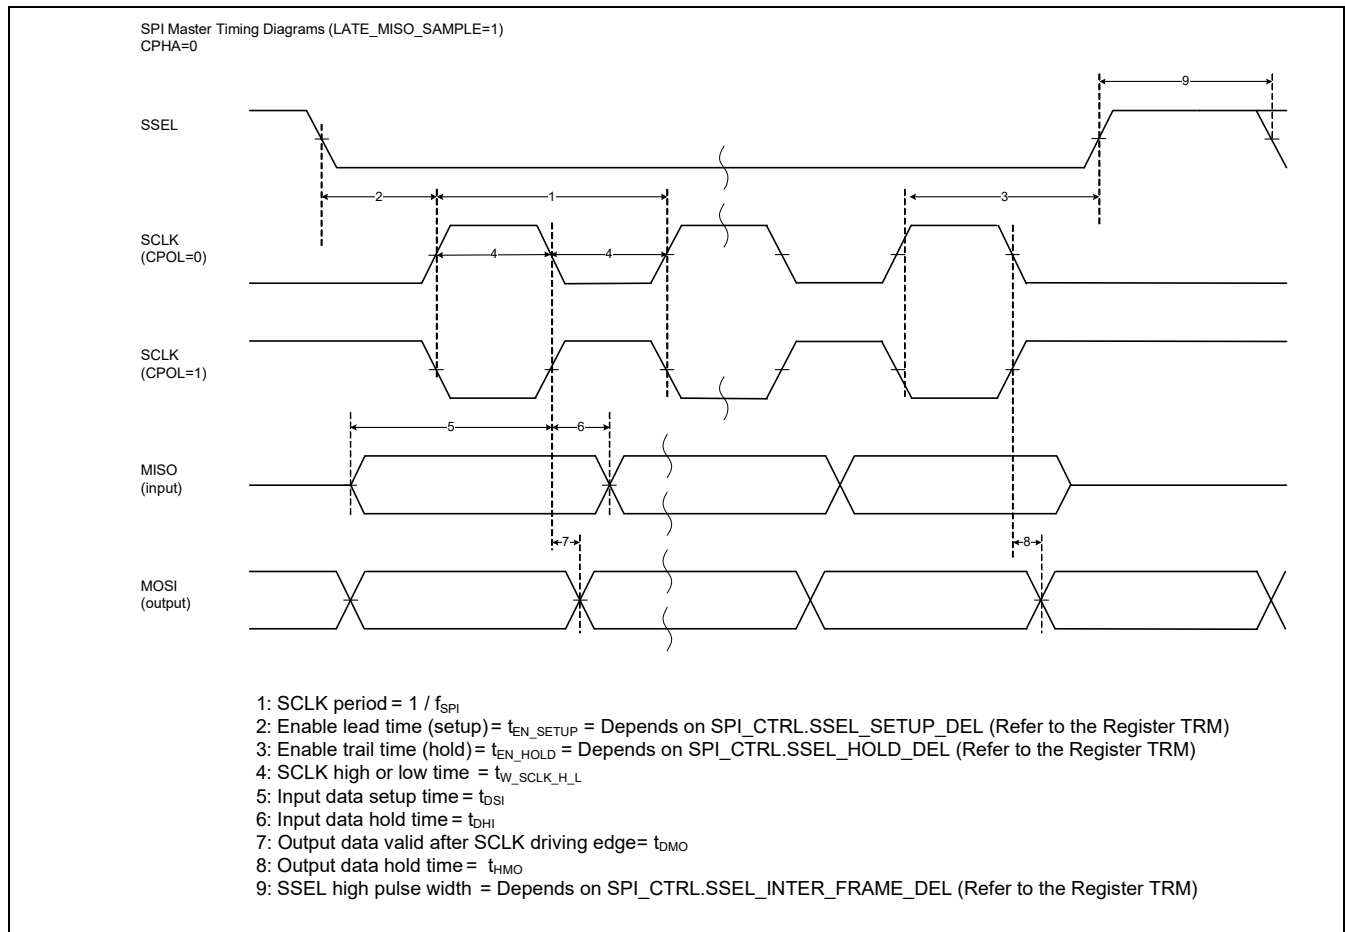 SPI Master Timing Diagrams (LATE_MISO_SAMPLE=1)
CPHA=0
9
SSEL
2
1
3
SCLK
(CPOL=0)
4
4
SCLK
(CPOL=1)
5
6
MISO
(input)
7
8
MOSI
(output)
1: SCLK period = 1 / fSPI
2: Enable lead time (setup) = tEN_SETUP = Depends on SPI_CTRL.SSEL_SETUP_DEL (Refer to the Register TRM)
3: Enable trail time (hold) = tEN_HOLD = Depends on SPI_CTRL.SSEL_HOLD_DEL (Refer to the Register TRM)
4: SCLK high or low time = tW_SCLK_H_L
5: Input data setup time = tDSI
6: Input data hold time = tDHI
7: Output data valid after SCLK driving edge= tDMO
8: Output data hold time = tHMO
9: SSEL high pulse width = Depends on SPI_CTRL.SSEL_INTER_FRAME_DEL (Refer to the Register TRM)